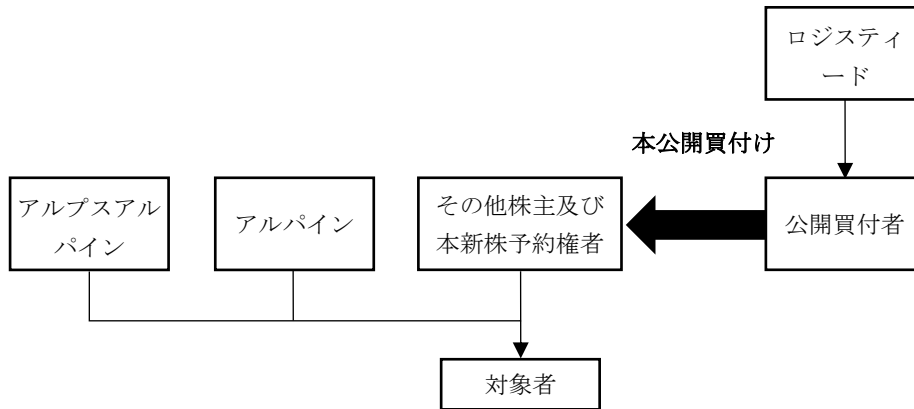 ロジスティ
ード
本公開買付け
アルプスアル
パイン
アルパイン
その他株主及び
本新株予約権者
公開買付者
対象者